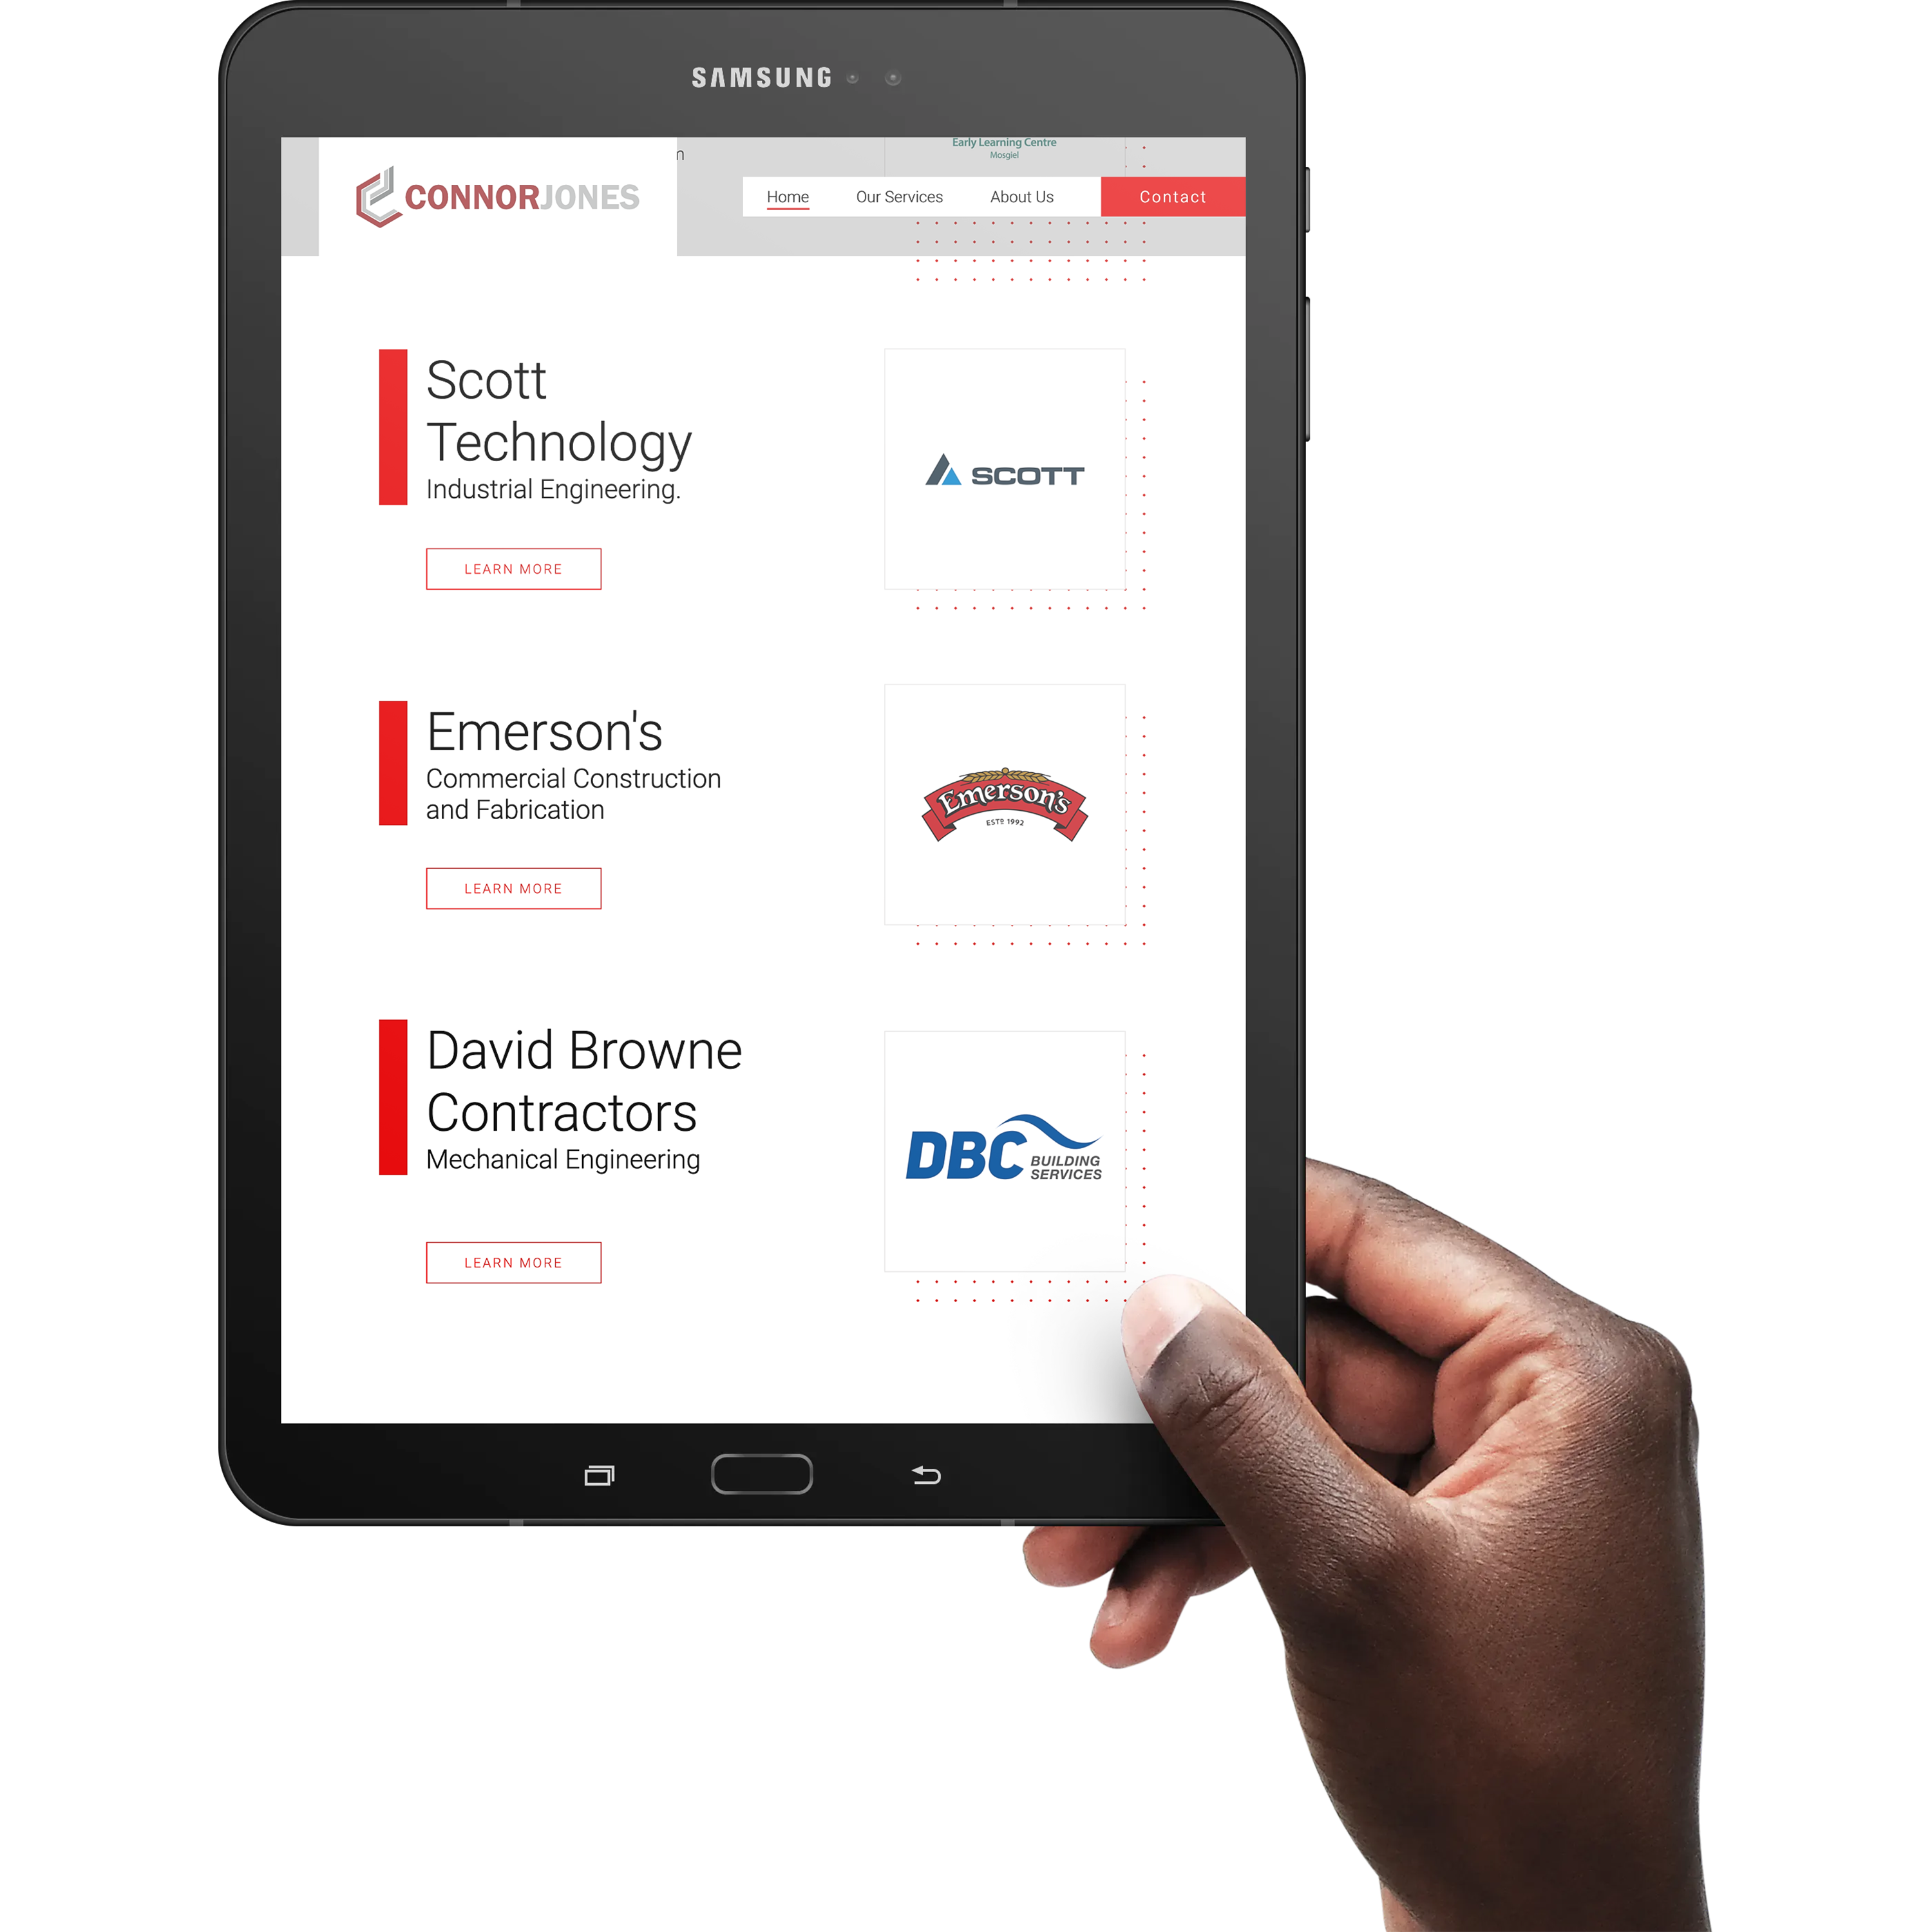 SAMSUNG
n
Early Learning Centre
Mosgiel
CONNORJONES
Home
Our Services
About Us
Contact
Scott
Technology
Industrial Engineering.
LEARN MORE
SCOTT
Emerson's
Commercial Construction
and Fabrication
LEARN MORE
Emerson's
ESTD 1992
David Browne
Contractors
Mechanical Engineering
LEARN MORE
DBC
BUILDING
SERVICES